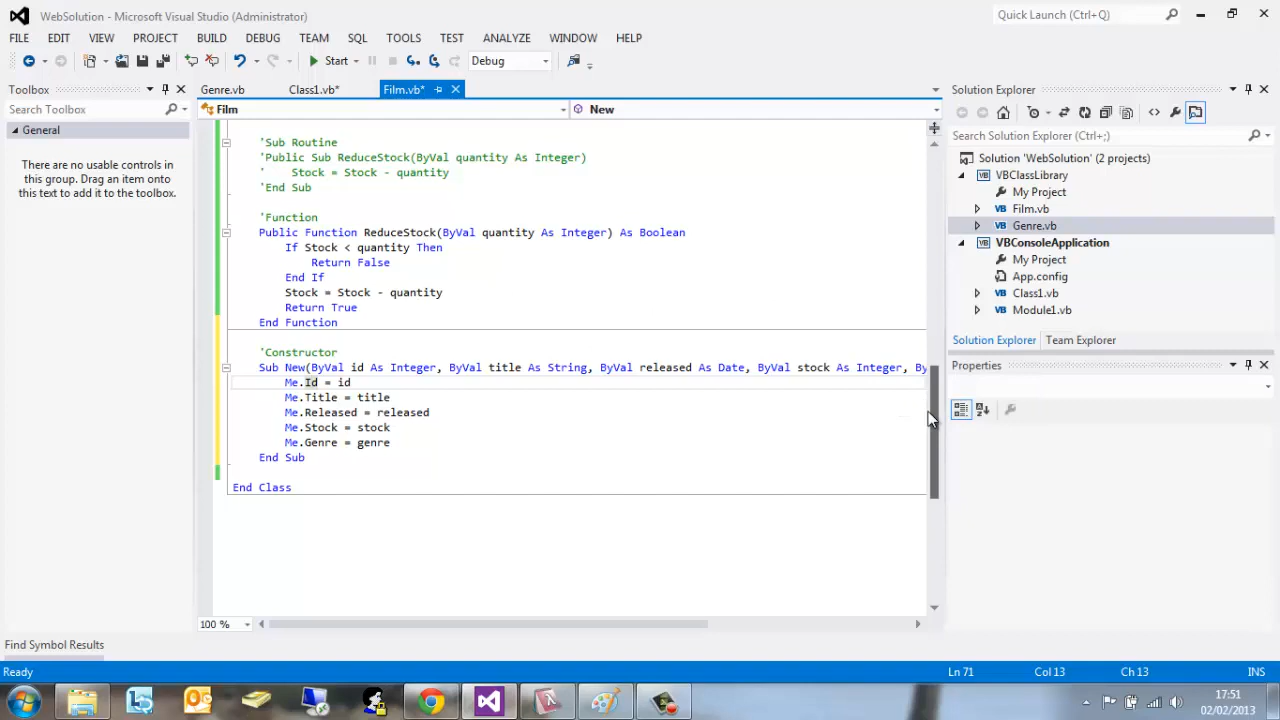 WebSolution - Microsoft Visual Studio (Administrator)
Quick Launch (Ctrl+Q)
FILE EDIT VIEW PROJECT BUILD DEBUG TEAM SQL TOOLS TEST ANALYZE WINDOW HELP
Start Debug
Toolbox
Search Toolbox
General
There are no usable controls in
this group. Drag an item onto
this text to add it to the toolbox.
Genre.vb Class1.vb* Film.vb*
Film New
'Sub Routine
'Public Sub ReduceStock(ByVal quantity As Integer)
'    Stock = Stock - quantity
'End Sub
'Function
Public Function ReduceStock(ByVal quantity As Integer) As Boolean
If Stock < quantity Then
Return False
End If
Stock = Stock - quantity
Return True
End Function
'Constructor
Sub New(ByVal id As Integer, ByVal title As String, ByVal released As Date, ByVal stock As Integer, By
Me.Id = id
Me.Title = title
Me.Released = released
Me.Stock = stock
Me.Genre = genre
End Sub
End Class
100 %
Solution Explorer
Search Solution Explorer (Ctrl+;)
Solution 'WebSolution' (2 projects)
VB VBClassLibrary
My Project
VB Film.vb
VB Genre.vb
VB VBConsoleApplication
My Project
App.config
VB Class1.vb
VB Module1.vb
Solution Explorer Team Explorer
Properties
Find Symbol Results
Ready Ln 71 Col 13 Ch 13 INS
17:51
02/02/2013